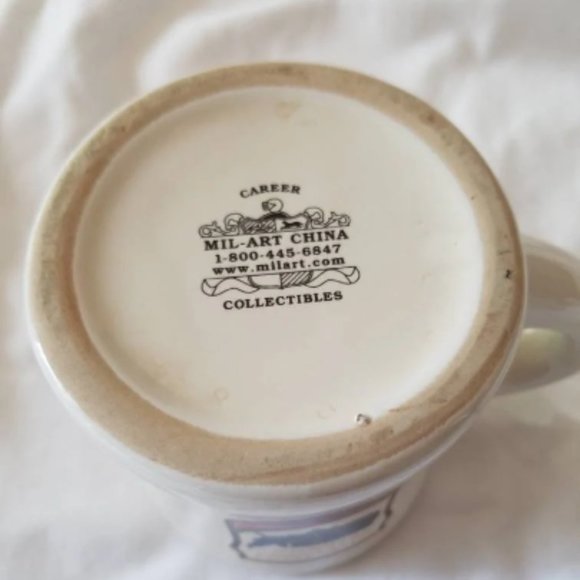 CAREER
MIL-ART CHINA
1-800-445-6847
www.milart.com
COLLECTIBLES